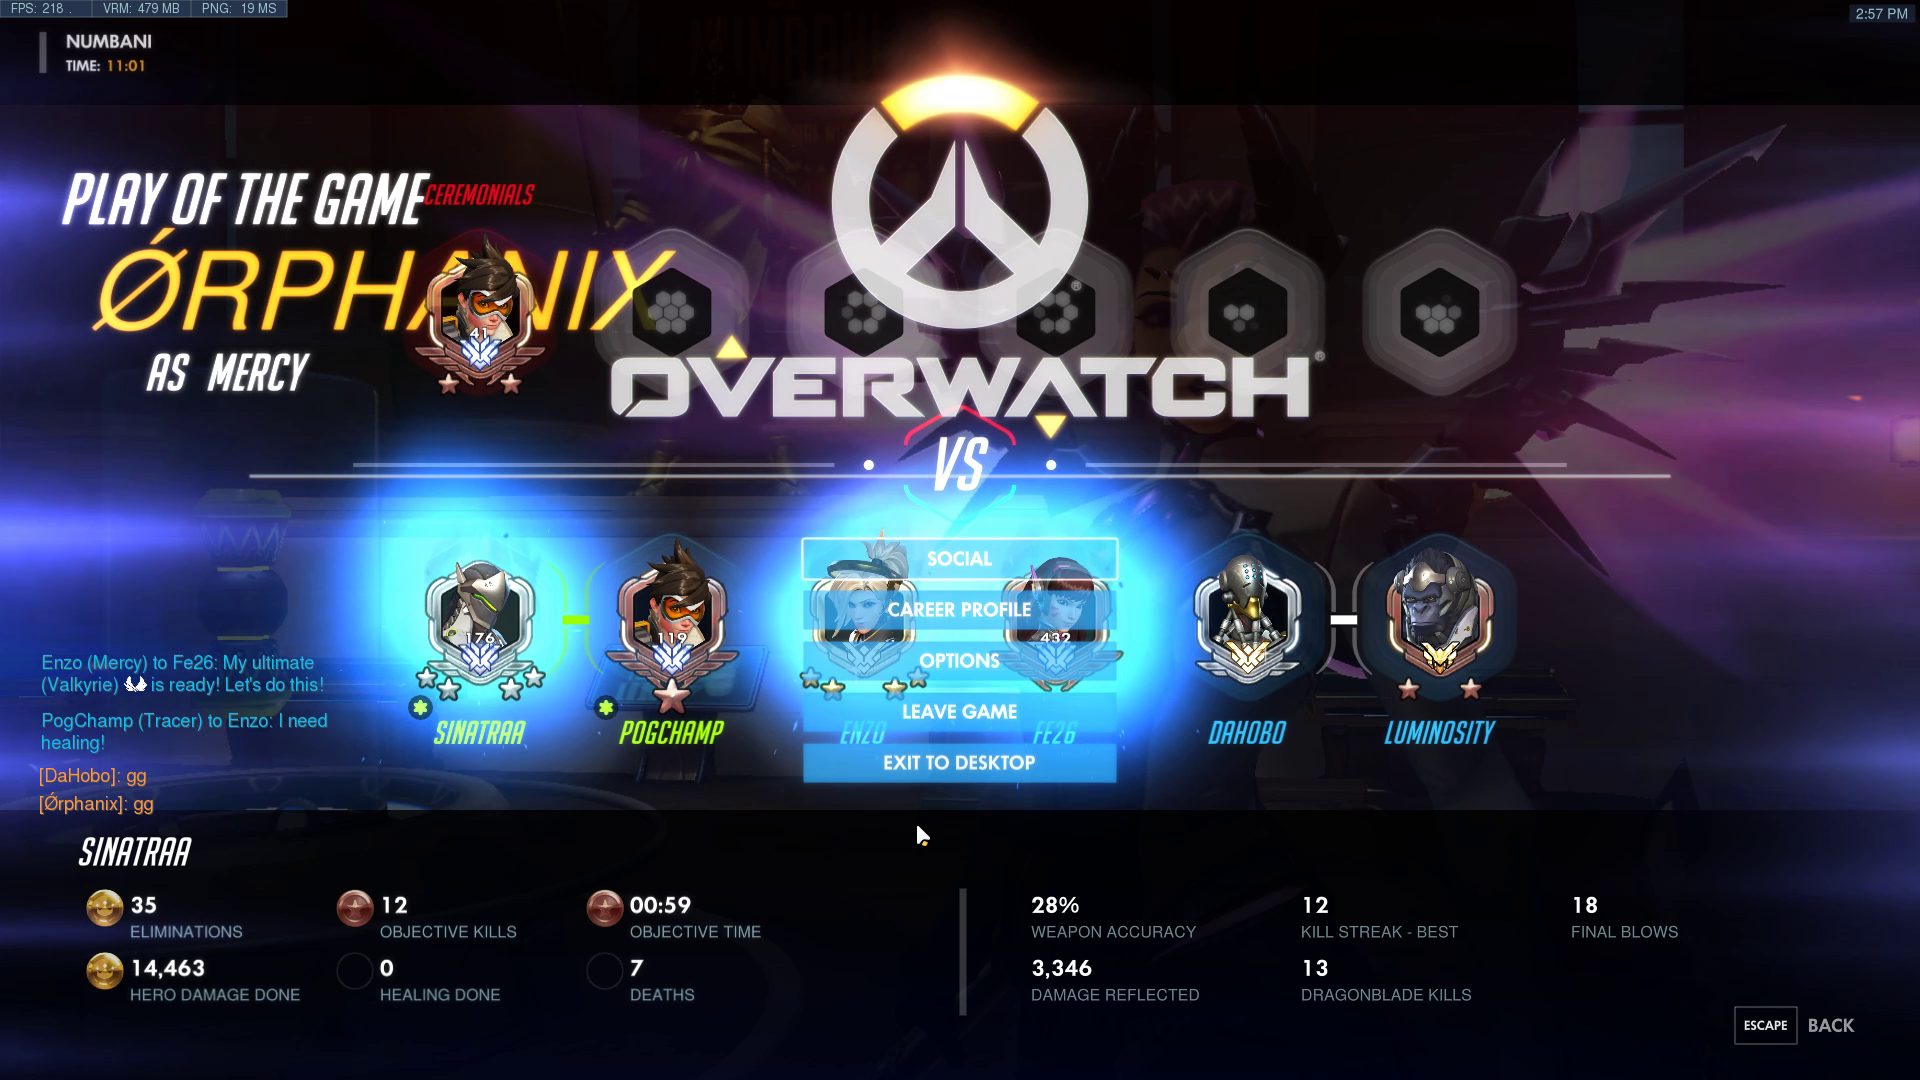 FPS: 218 .
VRM: 479 MB
PNG: 19 MS
2:57 PM
NUMBANI
TIME: 11:01
PLAY OF THE GAME
CEREMONIALS
ǾRPHANIX
AS MERCY
41
®
OVERWATCH®
VS
SOCIAL
CAREER PROFILE
OPTIONS
LEAVE GAME
EXIT TO DESKTOP
176
119
432
SINATRAA
POGCHAMP
ENZO
FE26
DAHOBO
LUMINOSITY
Enzo (Mercy) to Fe26: My ultimate
(Valkyrie) is ready! Let's do this!
PogChamp (Tracer) to Enzo: I need
healing!
[DaHobo]: gg
[Ǿrphanix]: gg
SINATRAA
35
ELIMINATIONS
12
OBJECTIVE KILLS
00:59
OBJECTIVE TIME
14,463
HERO DAMAGE DONE
0
HEALING DONE
7
DEATHS
28%
WEAPON ACCURACY
12
KILL STREAK - BEST
18
FINAL BLOWS
3,346
DAMAGE REFLECTED
13
DRAGONBLADE KILLS
ESCAPE
BACK